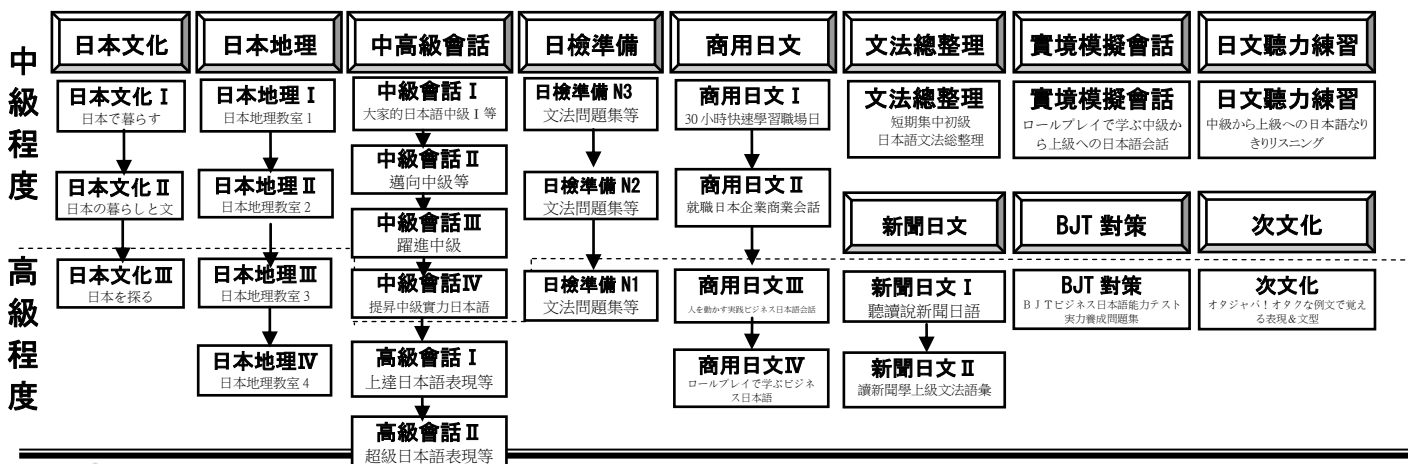 中級程度
高級程度
日本文化
日本文化 I
日本で暮らす
日本文化 II
日本の暮らしと文
日本文化 III
日本を探る
日本地理
日本地理 I
日本地理教室 1
日本地理 II
日本地理教室 2
日本地理 III
日本地理教室 3
日本地理 IV
日本地理教室 4
中高級會話
中級會話 I
大家的日本語中級 I 等
中級會話 II
邁向中級等
中級會話 III
躍進中級
中級會話 IV
提昇中級實力日本語
高級會話 I
上達日本語表現等
高級會話 II
超級日本語表現等
日檢準備
日檢準備 N3
文法問題集等
日檢準備 N2
文法問題集等
日檢準備 N1
文法問題集等
商用日文
商用日文 I
30 小時快速學習職場日
商用日文 II
就職日本企業商業会話
商用日文 III
人を動かす実践ビジネス日本語会話
商用日文 IV
ロールプレイで学ぶビジネ
ス日本語
文法總整理
文法總整理
短期集中初級
日本語文法総整理
新聞日文
新聞日文 I
聽讀說新聞日語
新聞日文 II
讀新聞學上級文法語彙
實境模擬會話
實境模擬會話
ロールプレイで学ぶ中級か
ら上級への日本語会話
BJT 對策
BJT 對策
BJTビジネス日本語能力テスト
実力養成問題集
日文聽力練習
日文聽力練習
中級から上級への日本語なり
きりリスニング
次文化
次文化
オタジャパ！オタクな例文で覚え
る表現＆文型